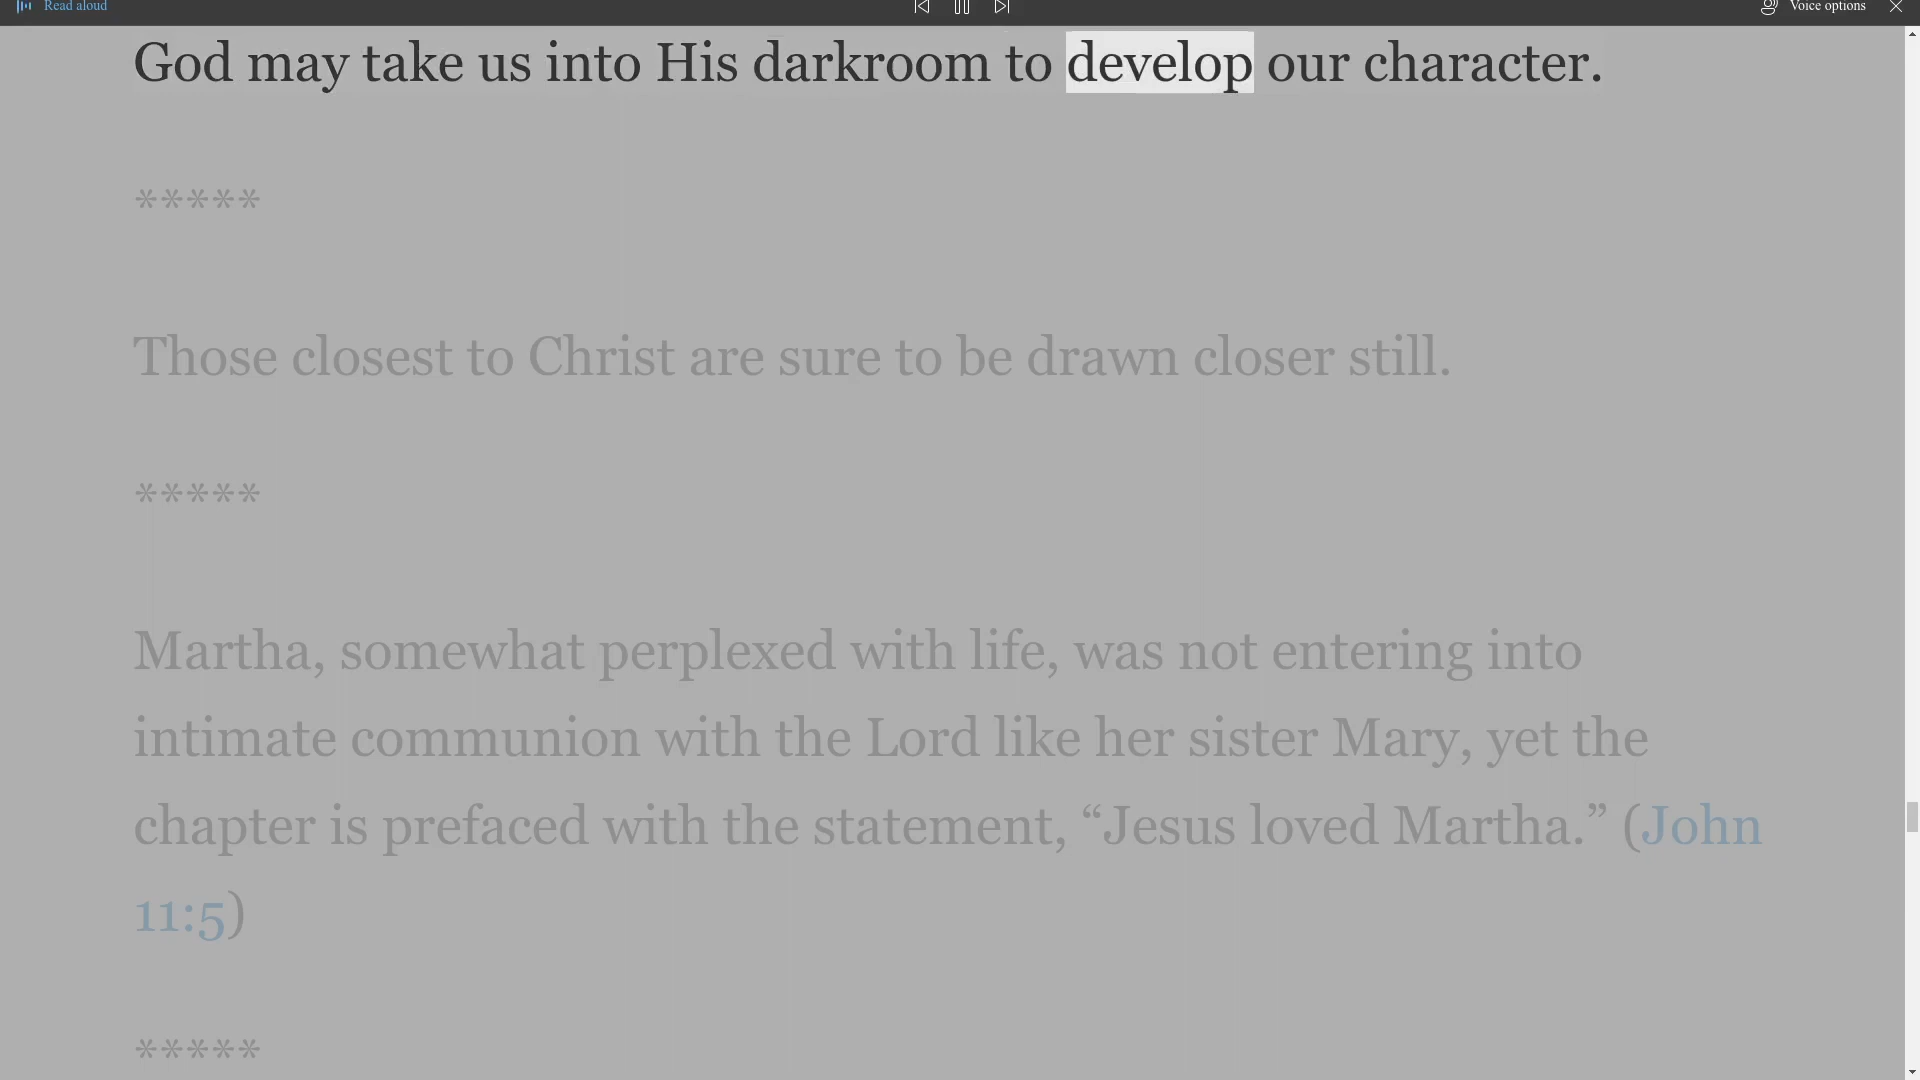 Read aloud
Voice options
God may take us into His darkroom to develop our character.
*****
Those closest to Christ are sure to be drawn closer still.
*****
Martha, somewhat perplexed with life, was not entering into
intimate communion with the Lord like her sister Mary, yet the
chapter is prefaced with the statement, “Jesus loved Martha.” (John
11:5)
*****